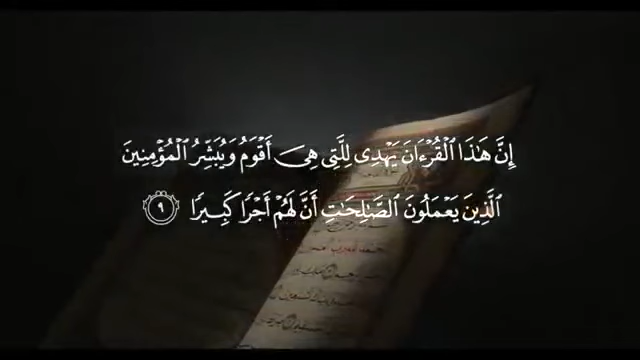 إِنَّ هَٰذَا ٱلْقُرْءَانَ يَهْدِى لِلَّتِى هِىَ أَقْوَمُ وَيُبَشِّرُ ٱلْمُؤْمِنِينَ
ٱلَّذِينَ يَعْمَلُونَ ٱلصَّٰلِحَٰتِ أَنَّ لَهُمْ أَجْرًا كَبِيرًا ٩